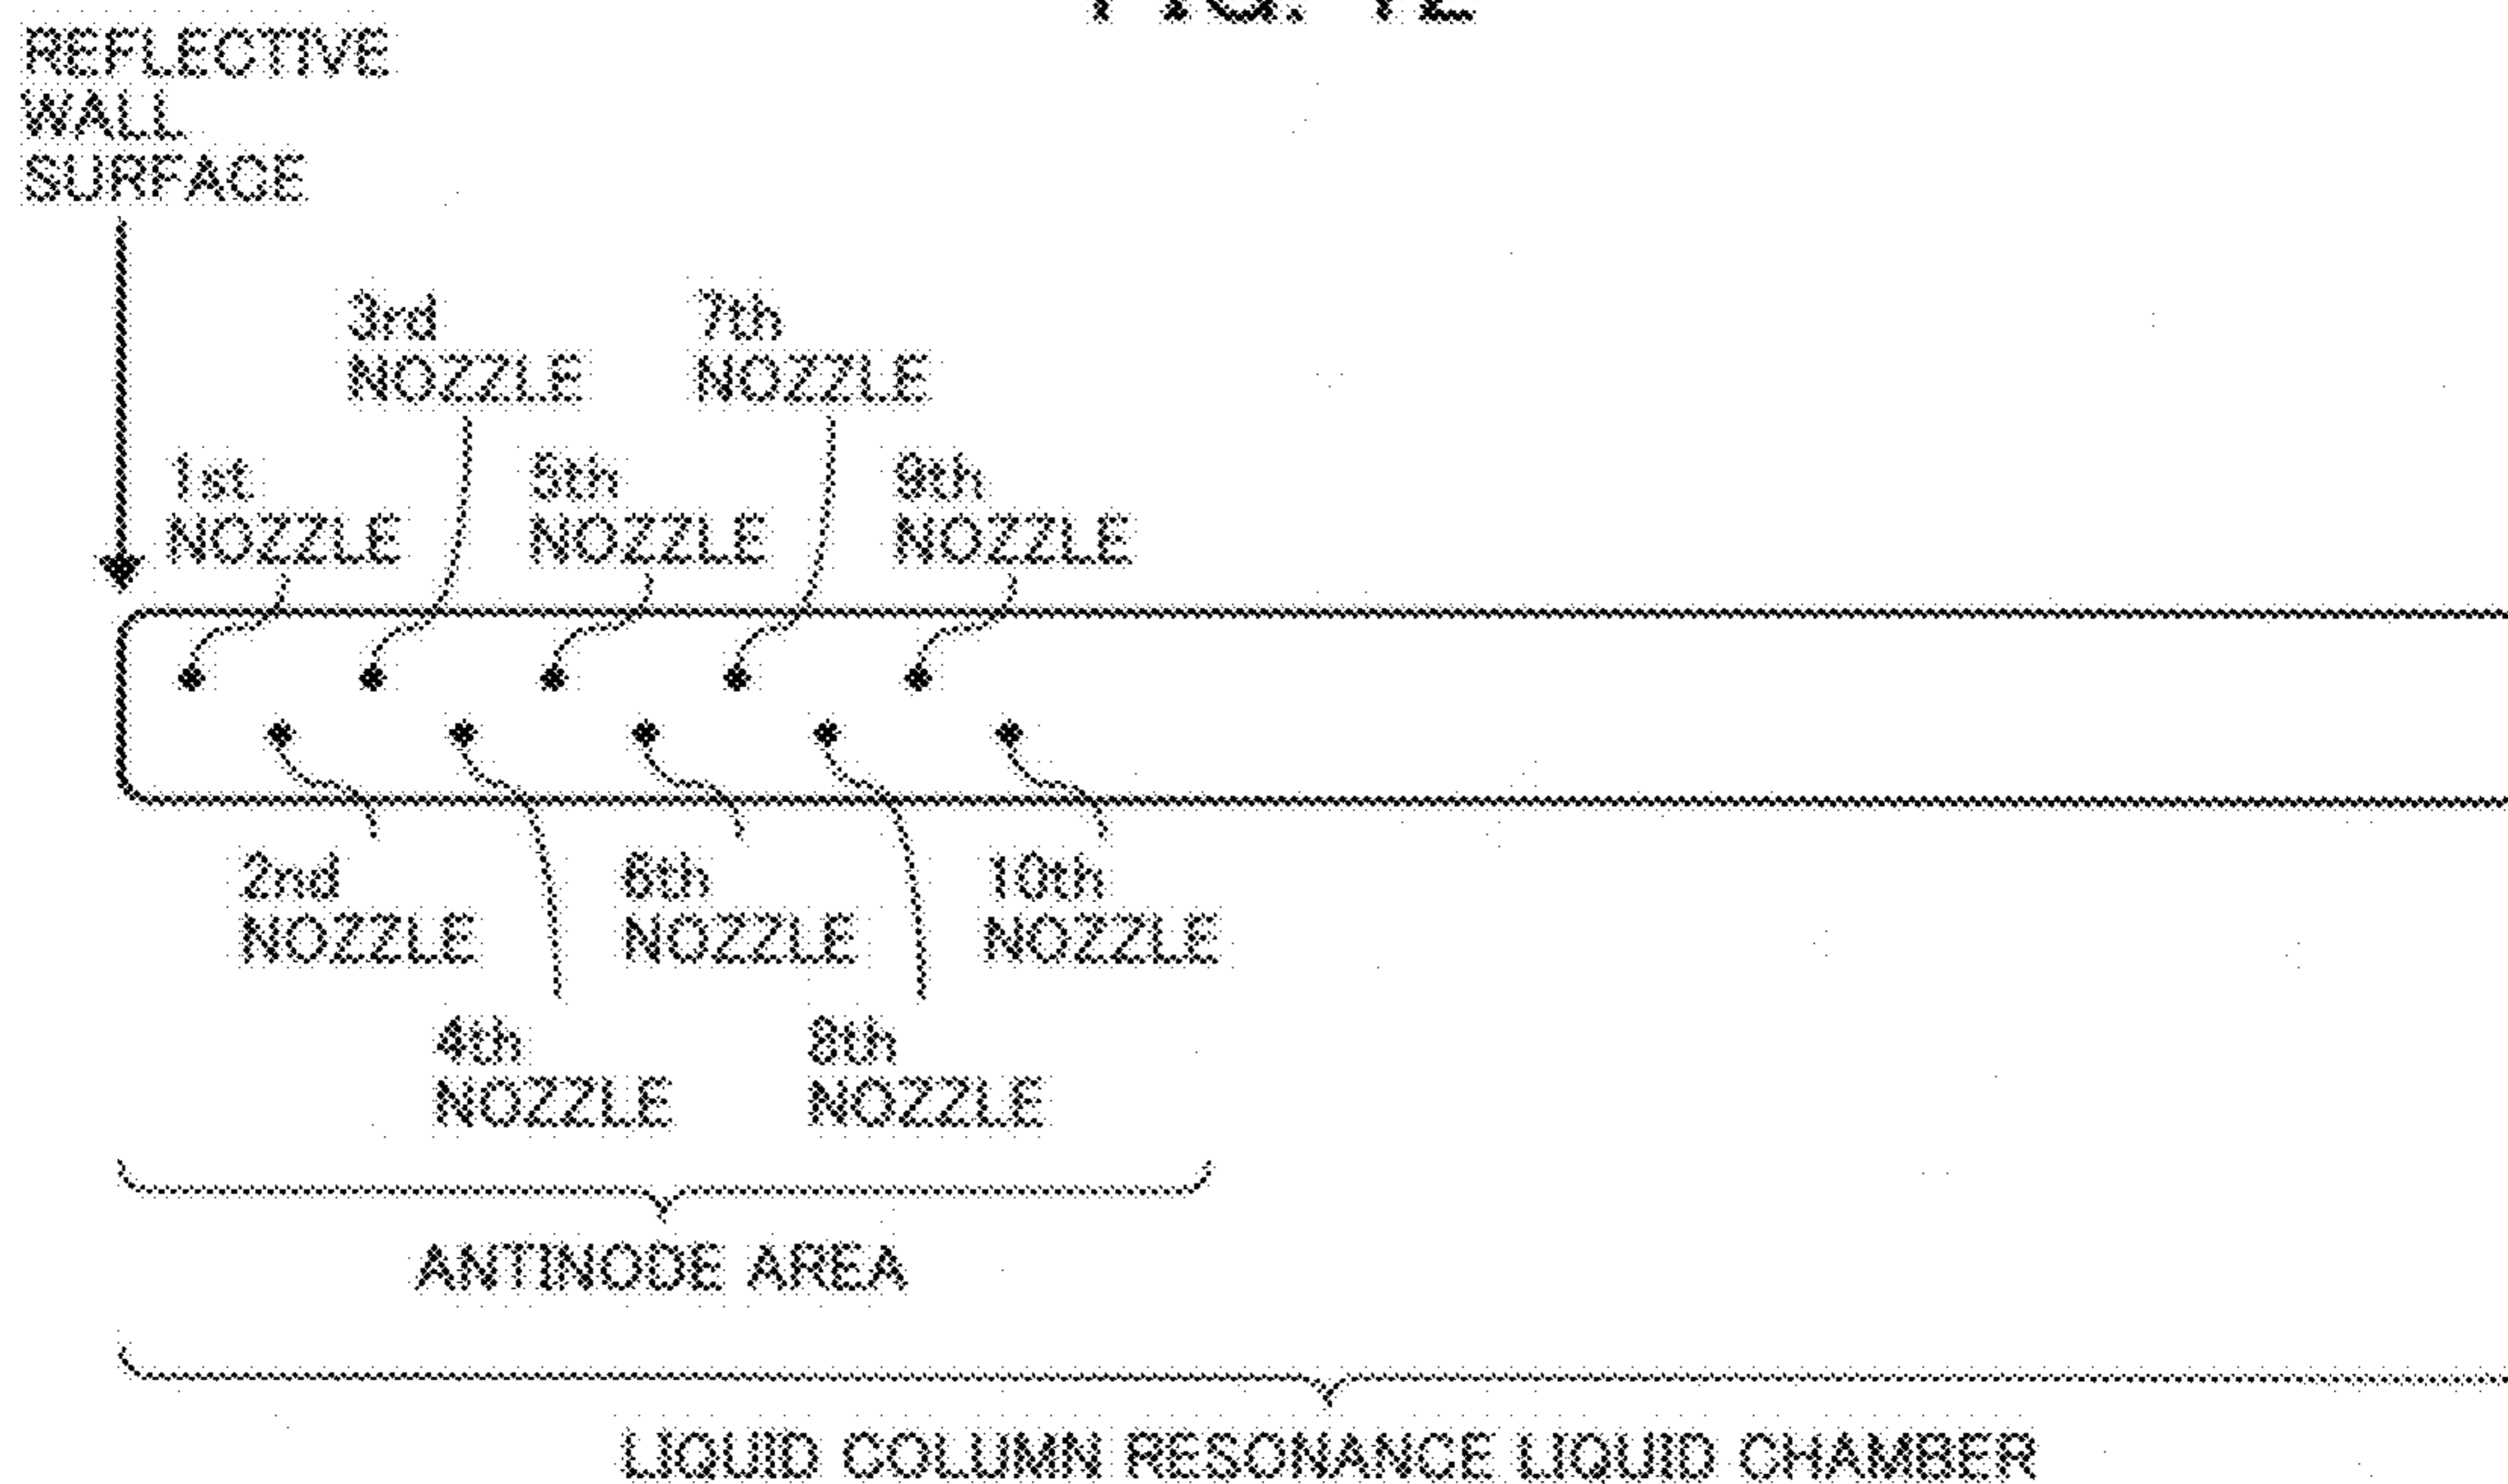 REFLECTIVE
WALL
SURFACE
3rd
NOZZLE
7th
NOZZLE
1st
NOZZLE
5th
NOZZLE
9th
NOZZLE
2nd
NOZZLE
6th
NOZZLE
10th
NOZZLE
4th
NOZZLE
8th
NOZZLE
ANTINODE AREA
LIQUID COLUMN RESONANCE LIQUID CHAMBER